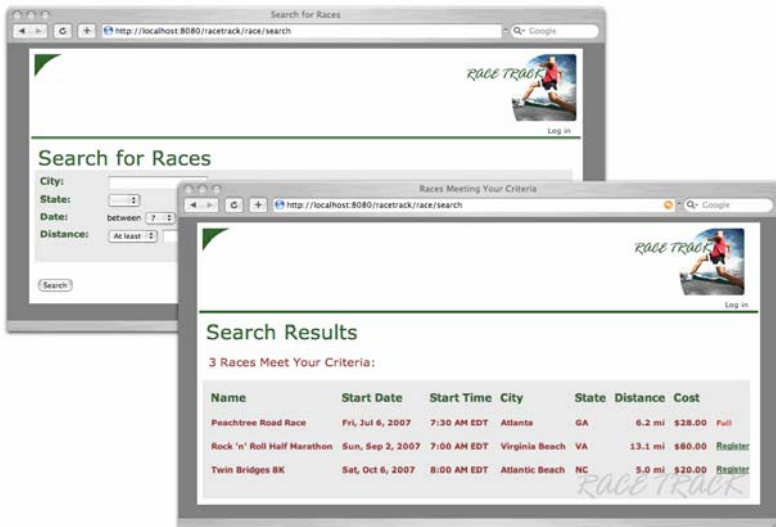 Search for Races
http://localhost:8080/racetrack/race/search
Google
RACE TRACK
Log in
Search for Races
City:
State:
Date: between ?
Distance: At least
Search
Races Meeting Your Criteria
http://localhost:8080/racetrack/race/search
Google
RACE TRACK
Log in
Search Results
3 Races Meet Your Criteria:
Name Start Date Start Time City State Distance Cost
Peachtree Road Race Fri, Jul 6, 2007 7:30 AM EDT Atlanta GA 6.2 mi $28.00 Full
Rock 'n' Roll Half Marathon Sun, Sep 2, 2007 7:00 AM EDT Virginia Beach VA 13.1 mi $80.00 Register
Twin Bridges 8K Sat, Oct 6, 2007 8:00 AM EDT Atlantic Beach NC 5.0 mi $20.00 Register
RACE TRACK